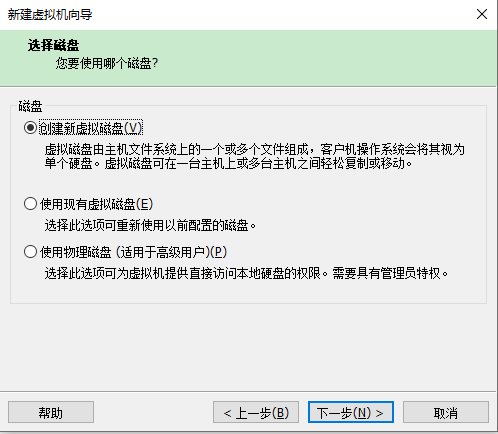 新建虚拟机向导
选择磁盘
您要使用哪个磁盘?
磁盘
创建新虚拟磁盘(V)
虚拟磁盘由主机文件系统上的一个或多个文件组成，客户机操作系统会将其视为
单个硬盘。虚拟磁盘可在一台主机上或多台主机之间轻松复制或移动。
使用现有虚拟磁盘(E)
选择此选项可重新使用以前配置的磁盘。
使用物理磁盘 (适用于高级用户)(P)
选择此选项可为虚拟机提供直接访问本地硬盘的权限。需要具有管理员特权。
帮助
< 上一步(B)
下一步(N) >
取消